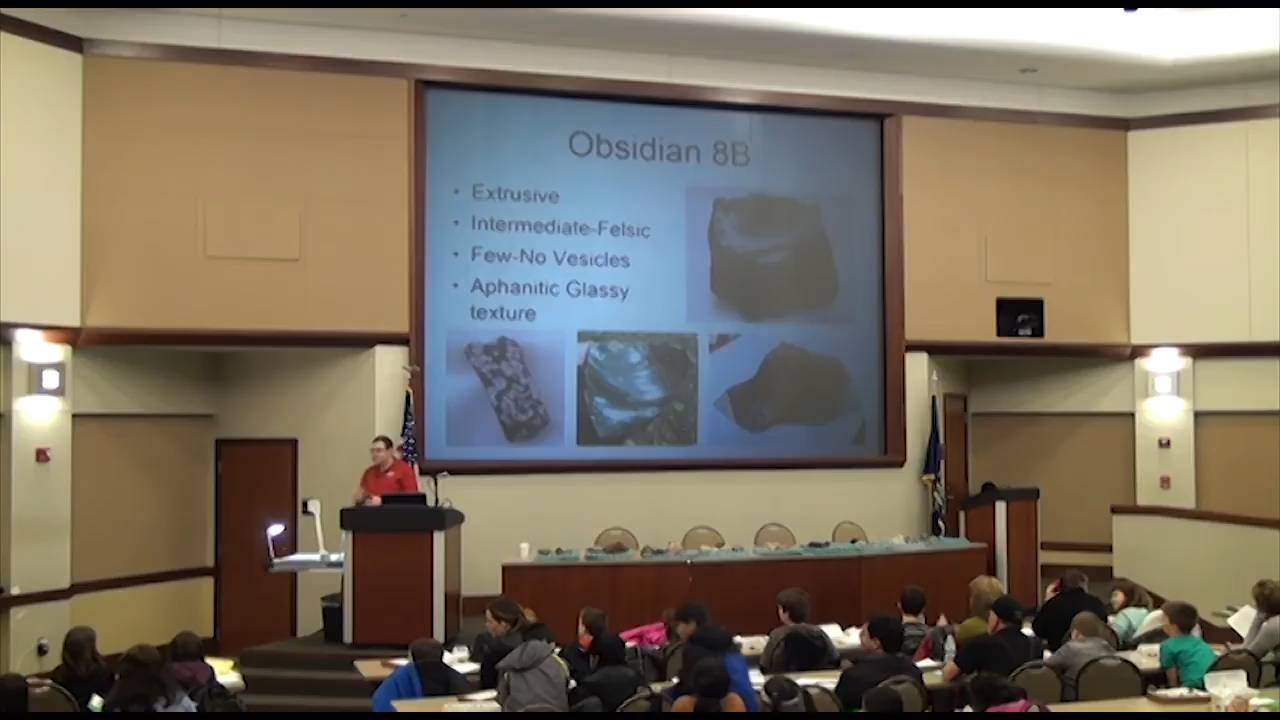 Obsidian 8B
• Extrusive
• Intermediate-Felsic
• Few-No Vesicles
• Aphanitic Glassy
texture